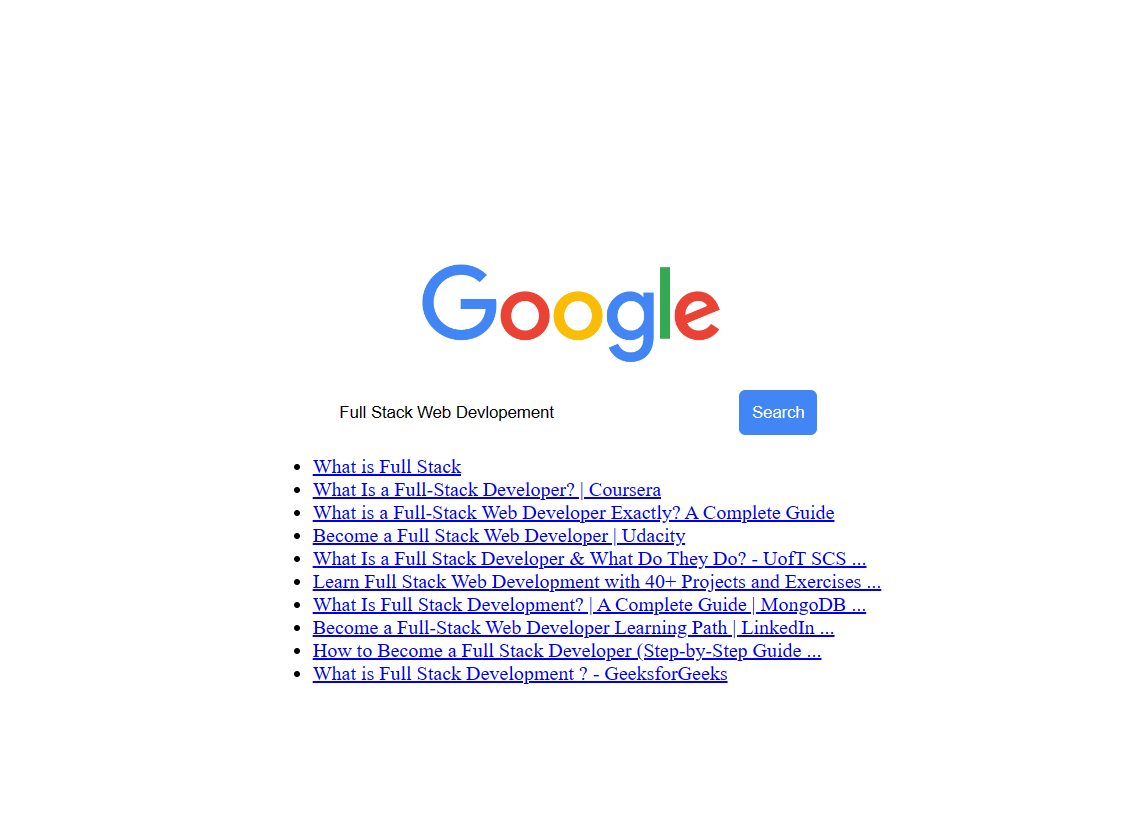 Google
Full Stack Web Devlopement
Search
What is Full Stack
What Is a Full-Stack Developer? | Coursera
What is a Full-Stack Web Developer Exactly? A Complete Guide
Become a Full Stack Web Developer | Udacity
What Is a Full Stack Developer & What Do They Do? - UofT SCS ...
Learn Full Stack Web Development with 40+ Projects and Exercises ...
What Is Full Stack Development? | A Complete Guide | MongoDB ...
Become a Full-Stack Web Developer Learning Path | LinkedIn ...
How to Become a Full Stack Developer (Step-by-Step Guide ...
What is Full Stack Development ? - GeeksforGeeks